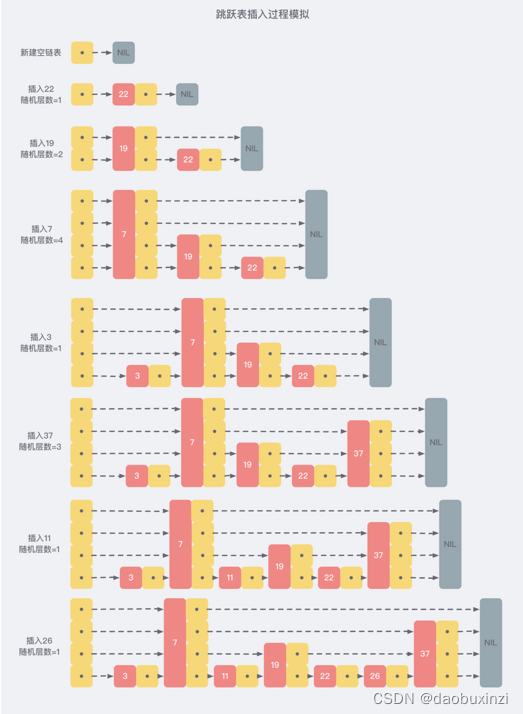 跳跃表插入过程模拟
新建空链表
NIL
插入22
随机层数=1
22
NIL
插入19
随机层数=2
19
22
NIL
插入7
随机层数=4
7
19
22
NIL
插入3
随机层数=1
3
7
19
22
NIL
插入37
随机层数=3
3
7
19
22
37
NIL
插入11
随机层数=1
3
7
11
19
22
37
NIL
插入26
随机层数=1
3
7
11
19
22
26
37
NIL
CSDN @daobuxinzi